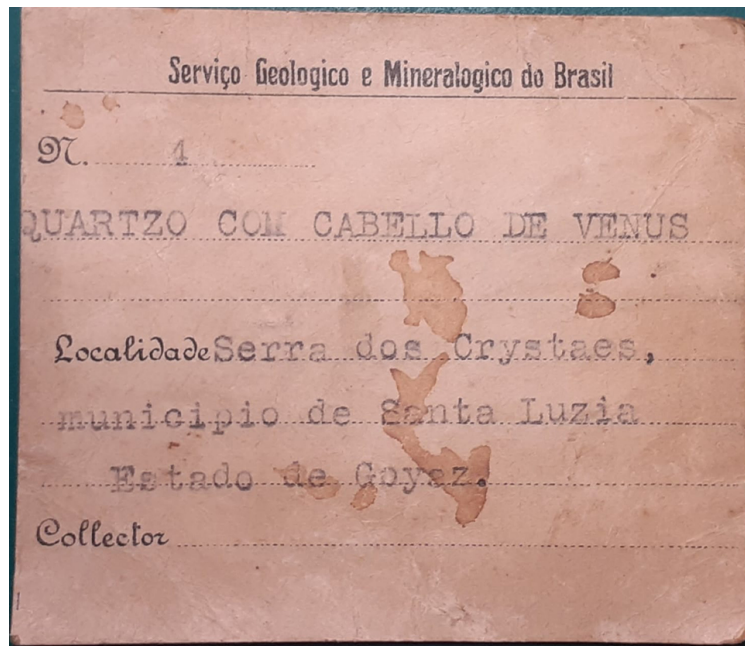 Serviço Geologico e Mineralogico do Brasil
N. 1
QUARTZO COM CABELLO DE VENUS
Localidade Serra dos Crystaes,
municipio de Santa Luzia
Estado de Goyaz.
Collector